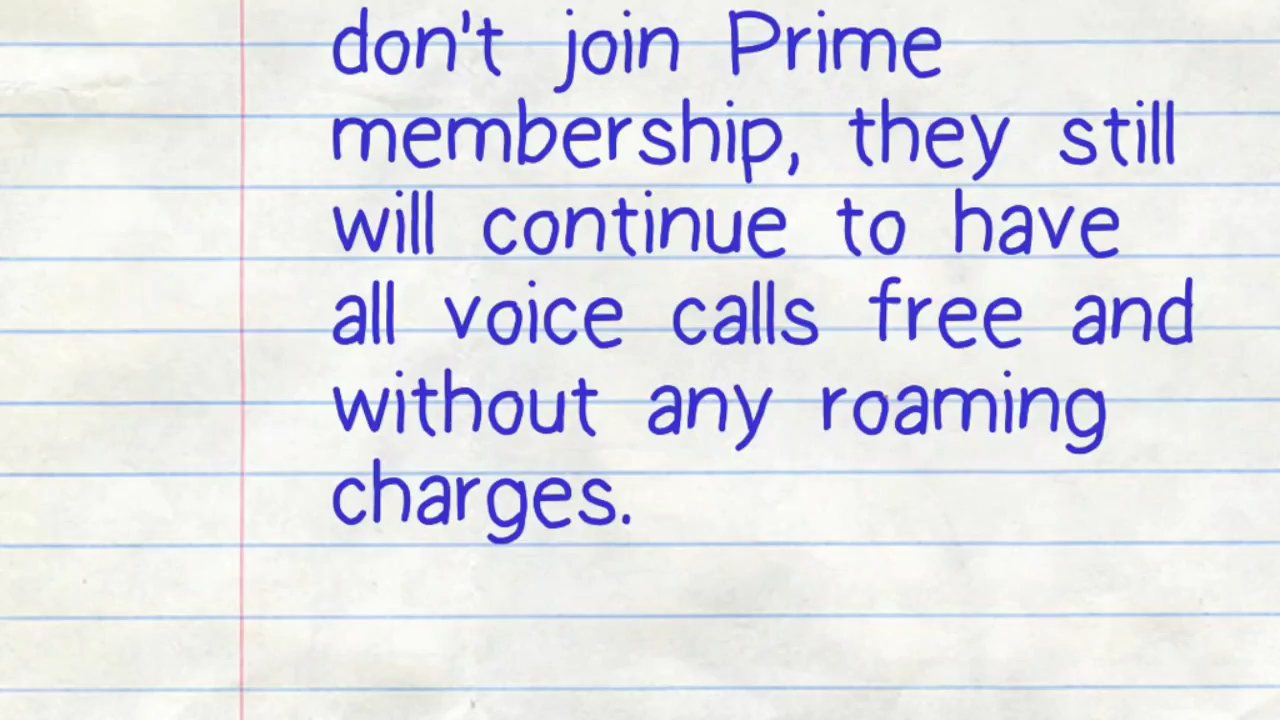 don't join Prime
membership, they still
will continue to have
all voice calls free and
without any roaming
charges.